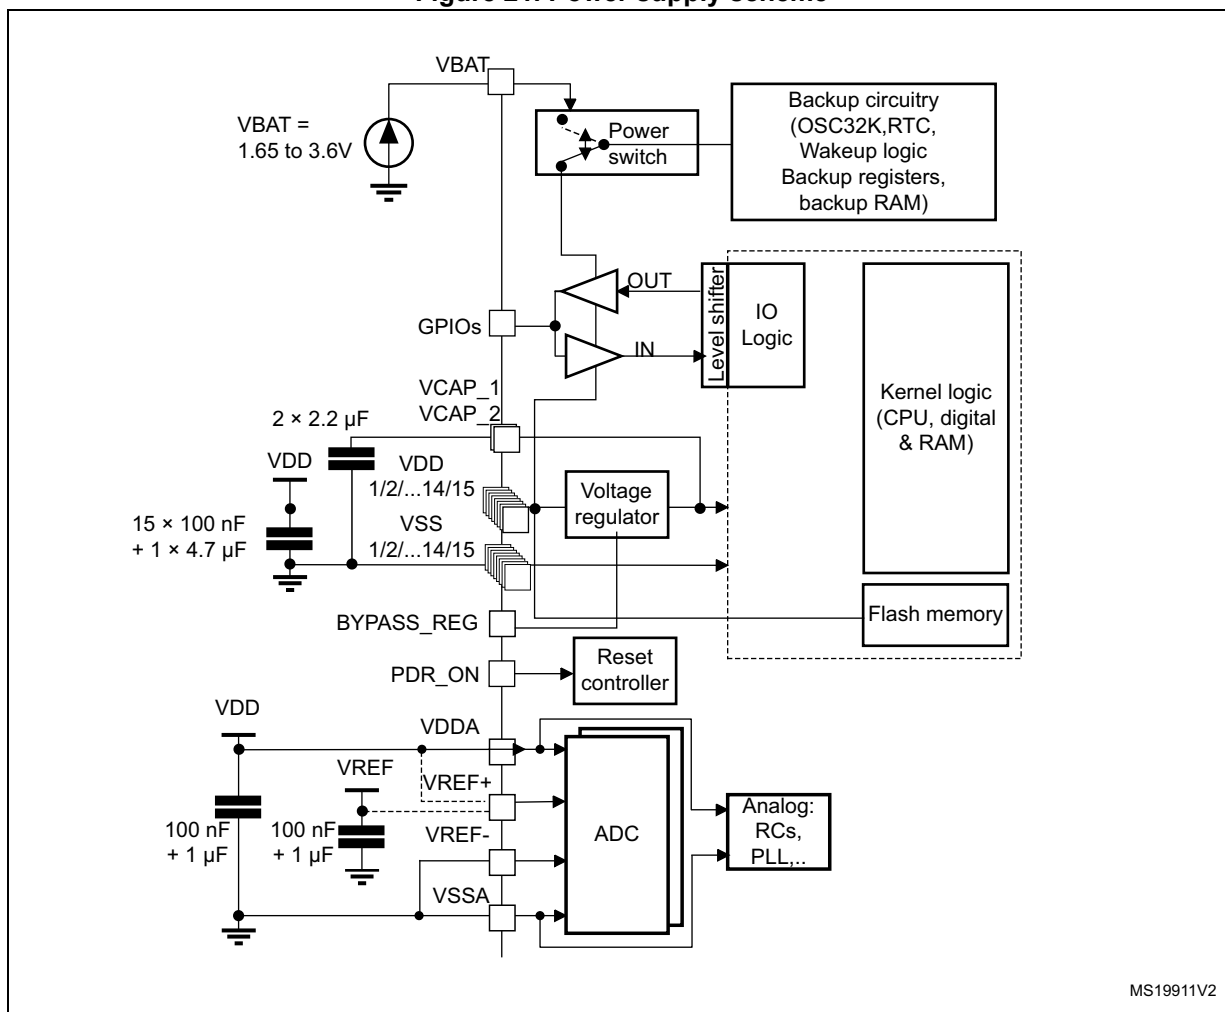 VBAT
VBAT =
1.65 to 3.6V
Power
switch
Backup circuitry
(OSC32K,RTC,
Wakeup logic
Backup registers,
backup RAM)
OUT
GPIOs
IN
Level shifter
IO
Logic
Kernel logic
(CPU, digital
& RAM)
VCAP_1
VCAP_2
2 × 2.2 μF
VDD
VDD
1/2/...14/15
Voltage
regulator
15 × 100 nF
+ 1 × 4.7 μF
VSS
1/2/...14/15
Flash memory
BYPASS_REG
PDR_ON
Reset
controller
VDD
VDDA
VREF
VREF+
100 nF
+ 1 μF
100 nF
+ 1 μF
VREF-
ADC
Analog:
RCs,
PLL,..
VSSA
MS19911V2